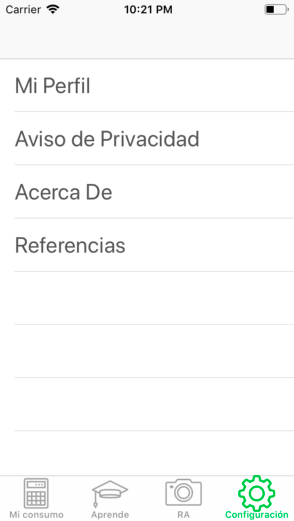 Carrier 10:21 PM
Mi Perfil
Aviso de Privacidad
Acerca De
Referencias
Mi consumo Aprende RA Configuración